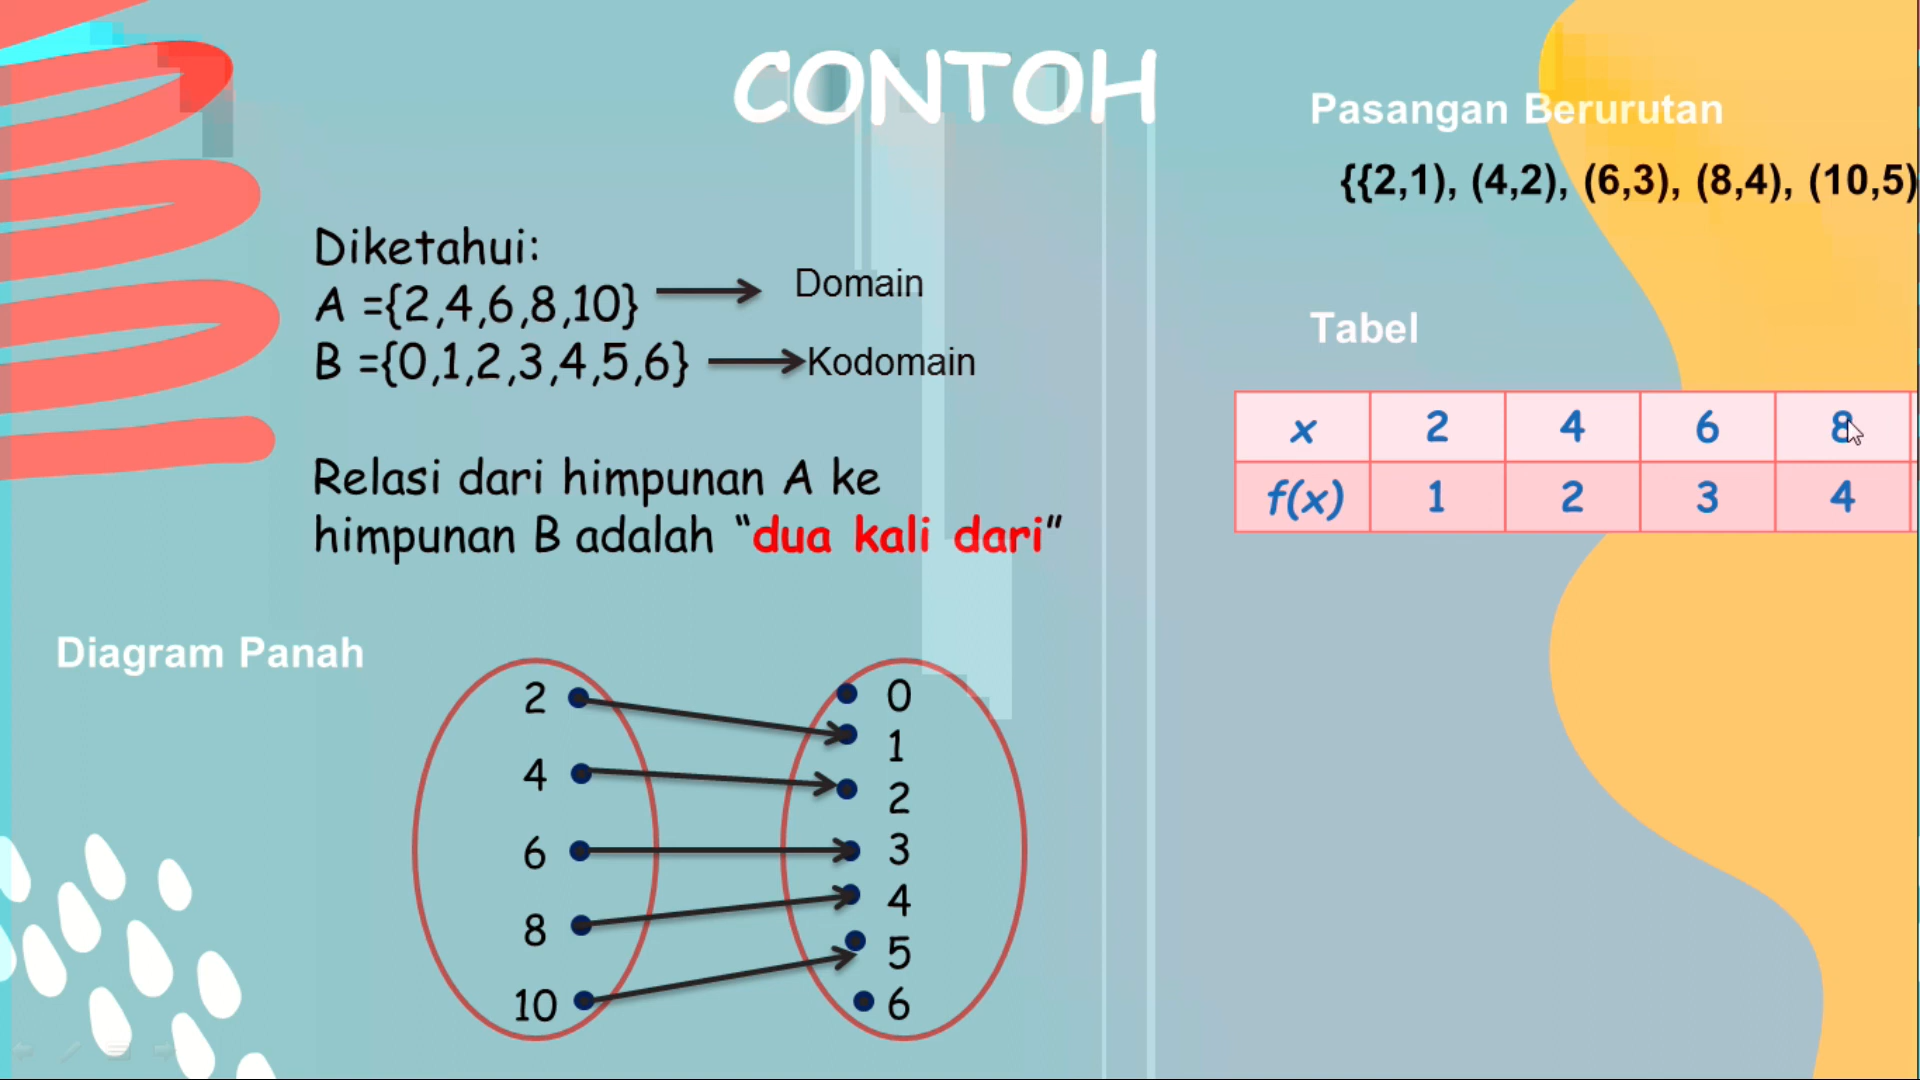 CONTOH
Diketahui:
A ={2,4,6,8,10}
Domain
B ={0,1,2,3,4,5,6}
Kodomain
Relasi dari himpunan A ke
himpunan B adalah “dua kali dari”
Pasangan Berurutan
{{2,1), (4,2), (6,3), (8,4), (10,5)
Tabel
x 2 4 6 8
f(x) 1 2 3 4
Diagram Panah
2
4
6
8
10
0
1
2
3
4
5
6